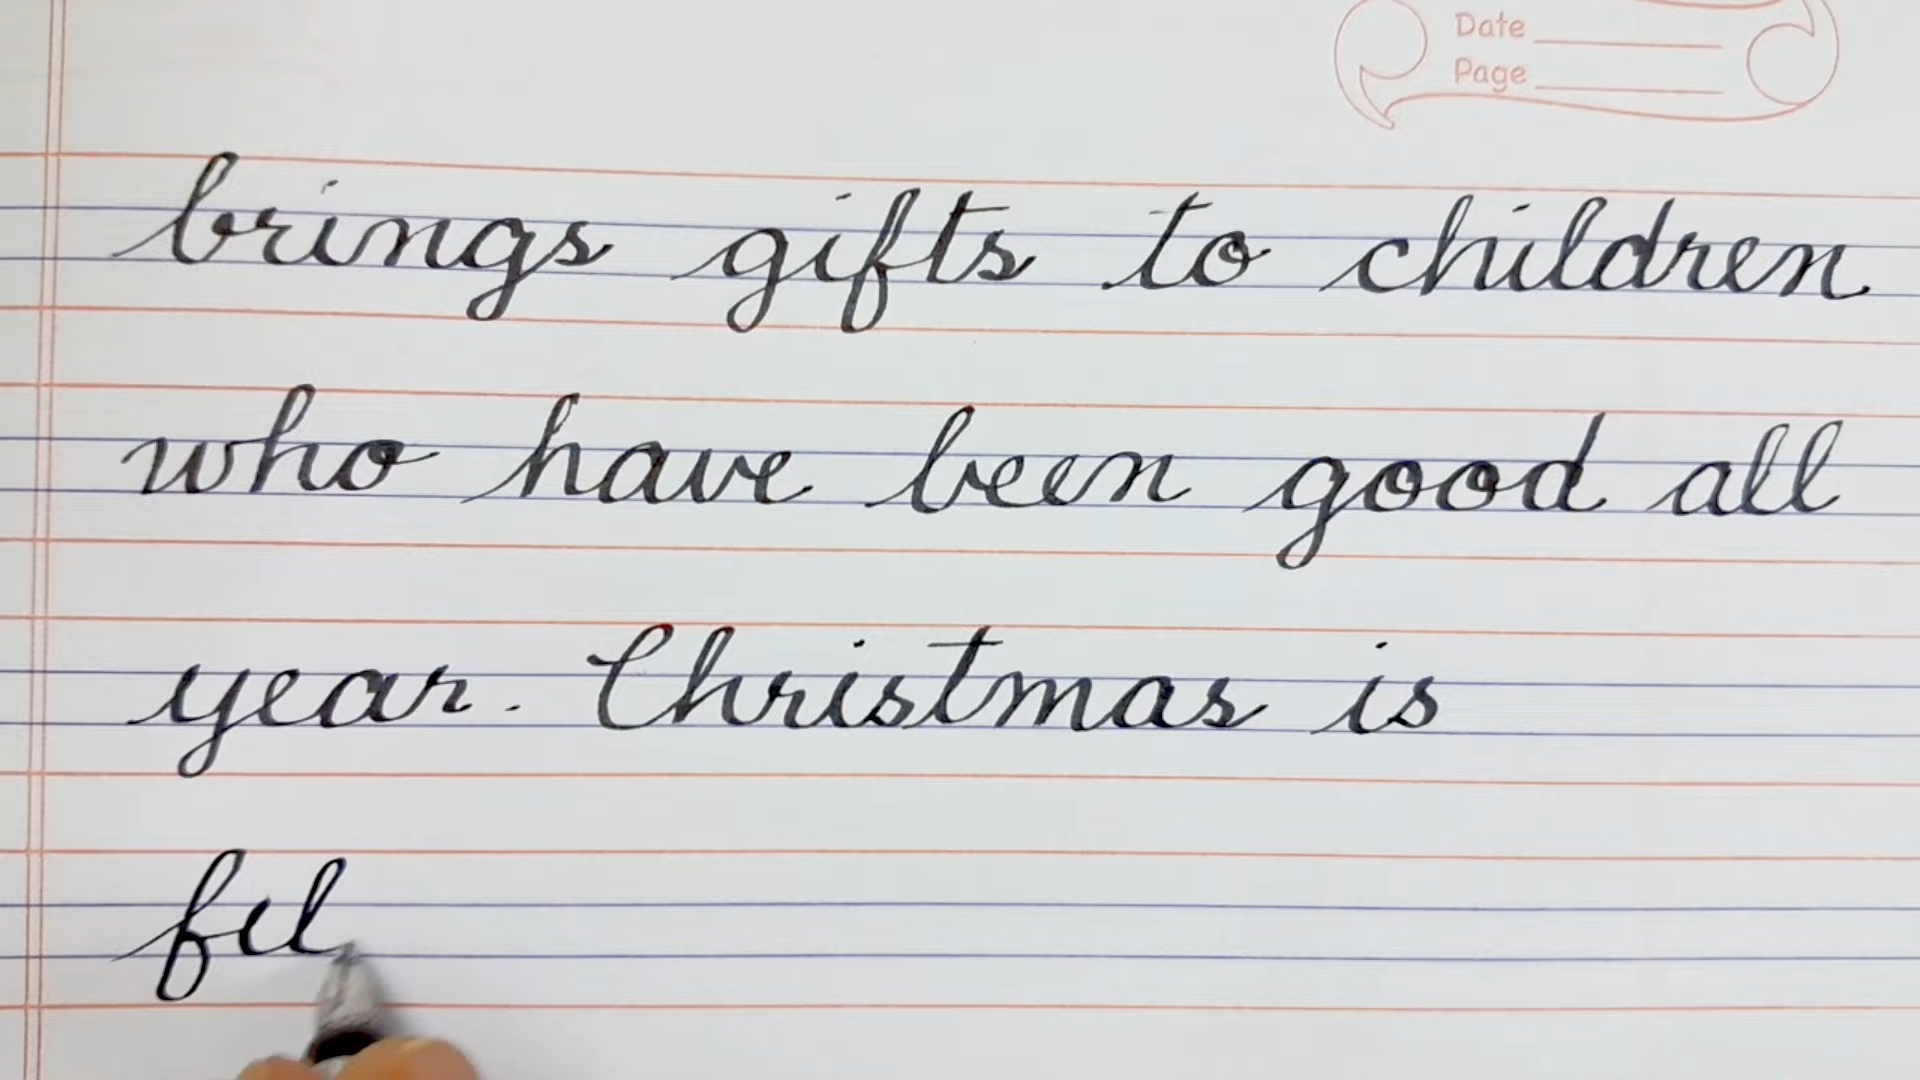 Date
Page
brings gifts to children
who have been good all
year. Christmas is
fil